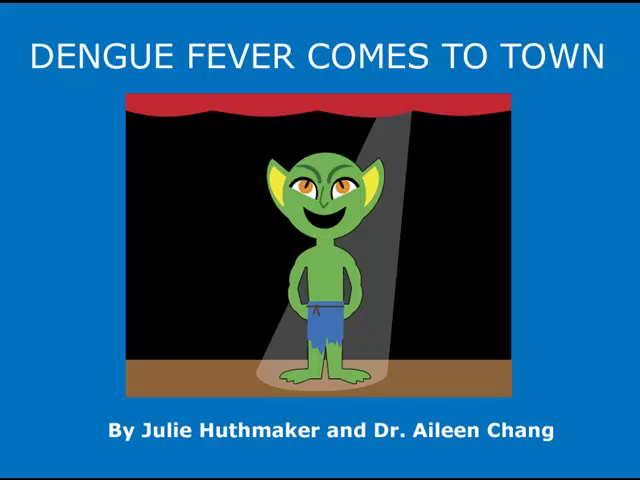 DENGUE FEVER COMES TO TOWN
By Julie Huthmaker and Dr. Aileen Chang